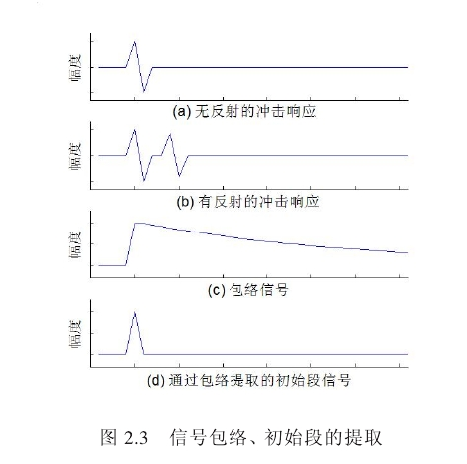 幅度
(a) 无反射的冲击响应
幅度
(b) 有反射的冲击响应
幅度
(c) 包络信号
幅度
(d) 通过包络提取的初始段信号
图 2.3 信号包络、初始段的提取